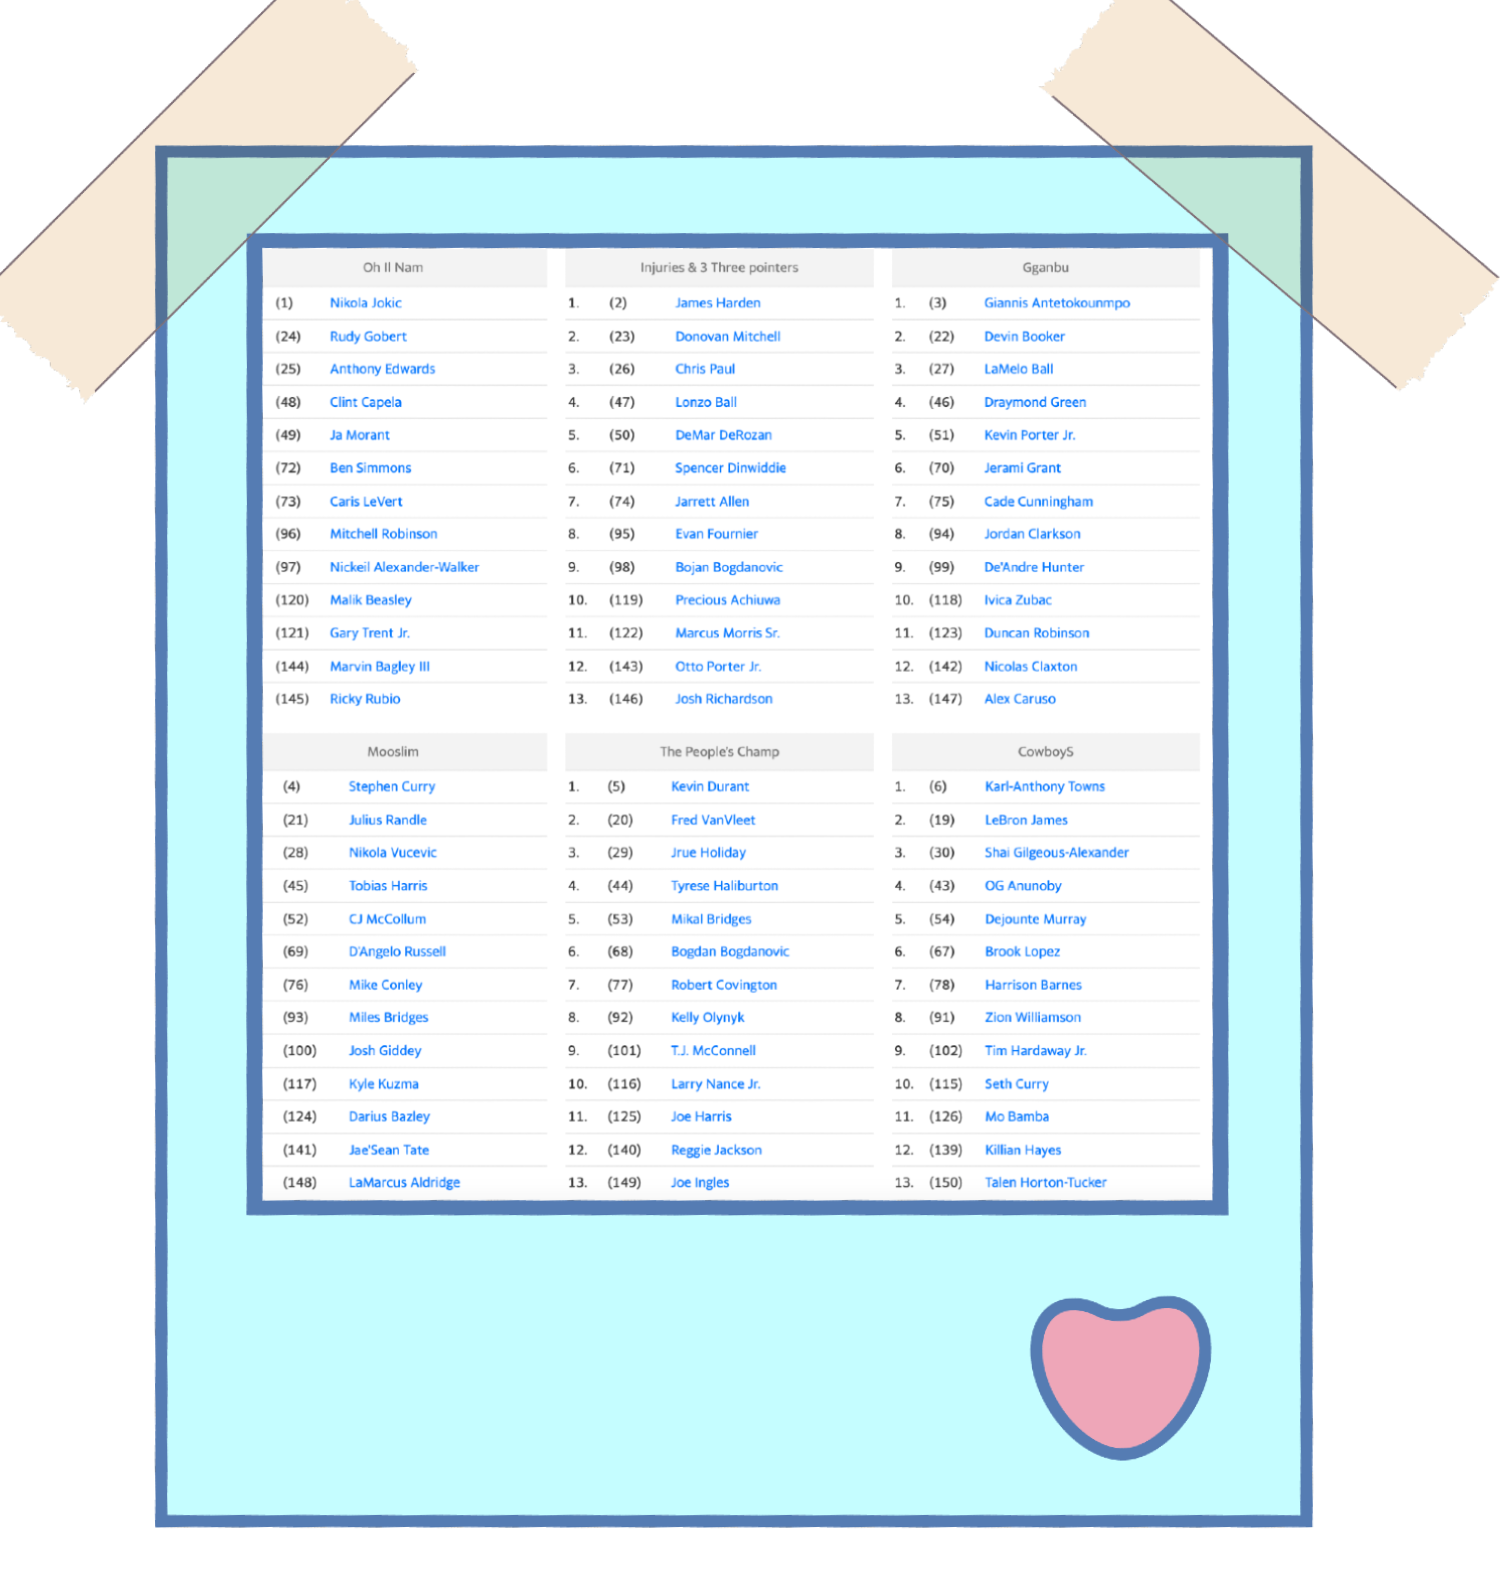 Oh Il Nam
(1) Nikola Jokic
(24) Rudy Gobert
(25) Anthony Edwards
(48) Clint Capela
(49) Ja Morant
(72) Ben Simmons
(73) Caris LeVert
(96) Mitchell Robinson
(97) Nickeil Alexander-Walker
(120) Malik Beasley
(121) Gary Trent Jr.
(144) Marvin Bagley III
(145) Ricky Rubio
Injuries & 3 Three pointers
1. (2) James Harden
2. (23) Donovan Mitchell
3. (26) Chris Paul
4. (47) Lonzo Ball
5. (50) DeMar DeRozan
6. (71) Spencer Dinwiddie
7. (74) Jarrett Allen
8. (95) Evan Fournier
9. (98) Bojan Bogdanovic
10. (119) Precious Achiuwa
11. (122) Marcus Morris Sr.
12. (143) Otto Porter Jr.
13. (146) Josh Richardson
Gganbu
1. (3) Giannis Antetokounmpo
2. (22) Devin Booker
3. (27) LaMelo Ball
4. (46) Draymond Green
5. (51) Kevin Porter Jr.
6. (70) Jerami Grant
7. (75) Cade Cunningham
8. (94) Jordan Clarkson
9. (99) De'Andre Hunter
10. (118) Ivica Zubac
11. (123) Duncan Robinson
12. (142) Nicolas Claxton
13. (147) Alex Caruso
Mooslim
(4) Stephen Curry
(21) Julius Randle
(28) Nikola Vucevic
(45) Tobias Harris
(52) CJ McCollum
(69) D'Angelo Russell
(76) Mike Conley
(93) Miles Bridges
(100) Josh Giddey
(117) Kyle Kuzma
(124) Darius Bazley
(141) Jae'Sean Tate
(148) LaMarcus Aldridge
The People's Champ
1. (5) Kevin Durant
2. (20) Fred VanVleet
3. (29) Jrue Holiday
4. (44) Tyrese Haliburton
5. (53) Mikal Bridges
6. (68) Bogdan Bogdanovic
7. (77) Robert Covington
8. (92) Kelly Olynyk
9. (101) T.J. McConnell
10. (116) Larry Nance Jr.
11. (125) Joe Harris
12. (140) Reggie Jackson
13. (149) Joe Ingles
CowboyS
1. (6) Karl-Anthony Towns
2. (19) LeBron James
3. (30) Shai Gilgeous-Alexander
4. (43) OG Anunoby
5. (54) Dejounte Murray
6. (67) Brook Lopez
7. (78) Harrison Barnes
8. (91) Zion Williamson
9. (102) Tim Hardaway Jr.
10. (115) Seth Curry
11. (126) Mo Bamba
12. (139) Killian Hayes
13. (150) Talen Horton-Tucker